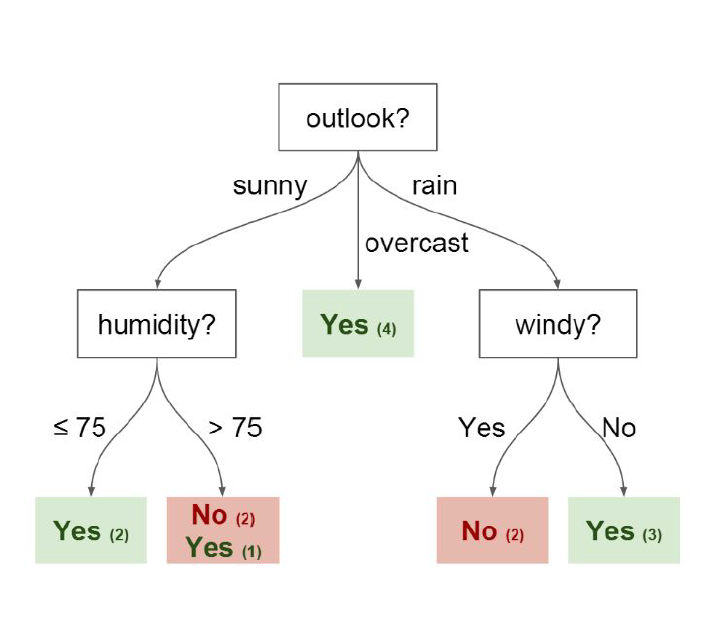 outlook?
sunny
rain
overcast
humidity?
Yes (4)
windy?
≤ 75
> 75
Yes
No
Yes (2)
No (2)
Yes (1)
No (2)
Yes (3)